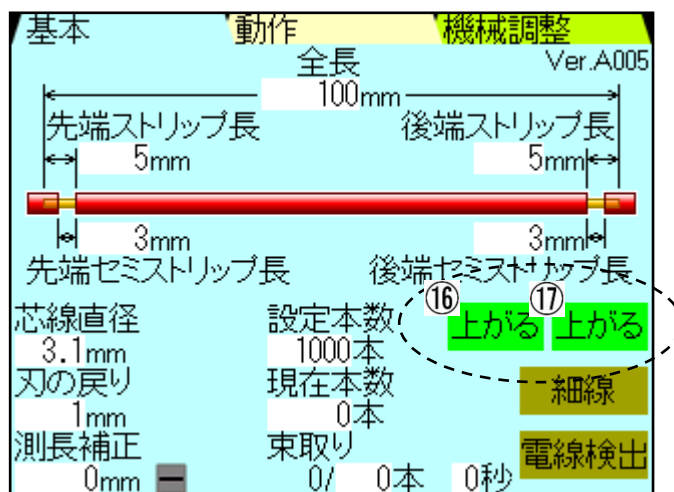 基本 動作 機械調整
全長 Ver.A005
100mm
先端ストリップ長 後端ストリップ長
5mm 5mm
3mm 3mm
先端セミストリップ長 後端セミストリップ長
⑯ ⑰
芯線直径 設定本数 上がる 上がる
3.1mm 1000本
刃の戻り 現在本数 細線
1mm 0本
測長補正 束取り 電線検出
0mm － 0/ 0本 0秒